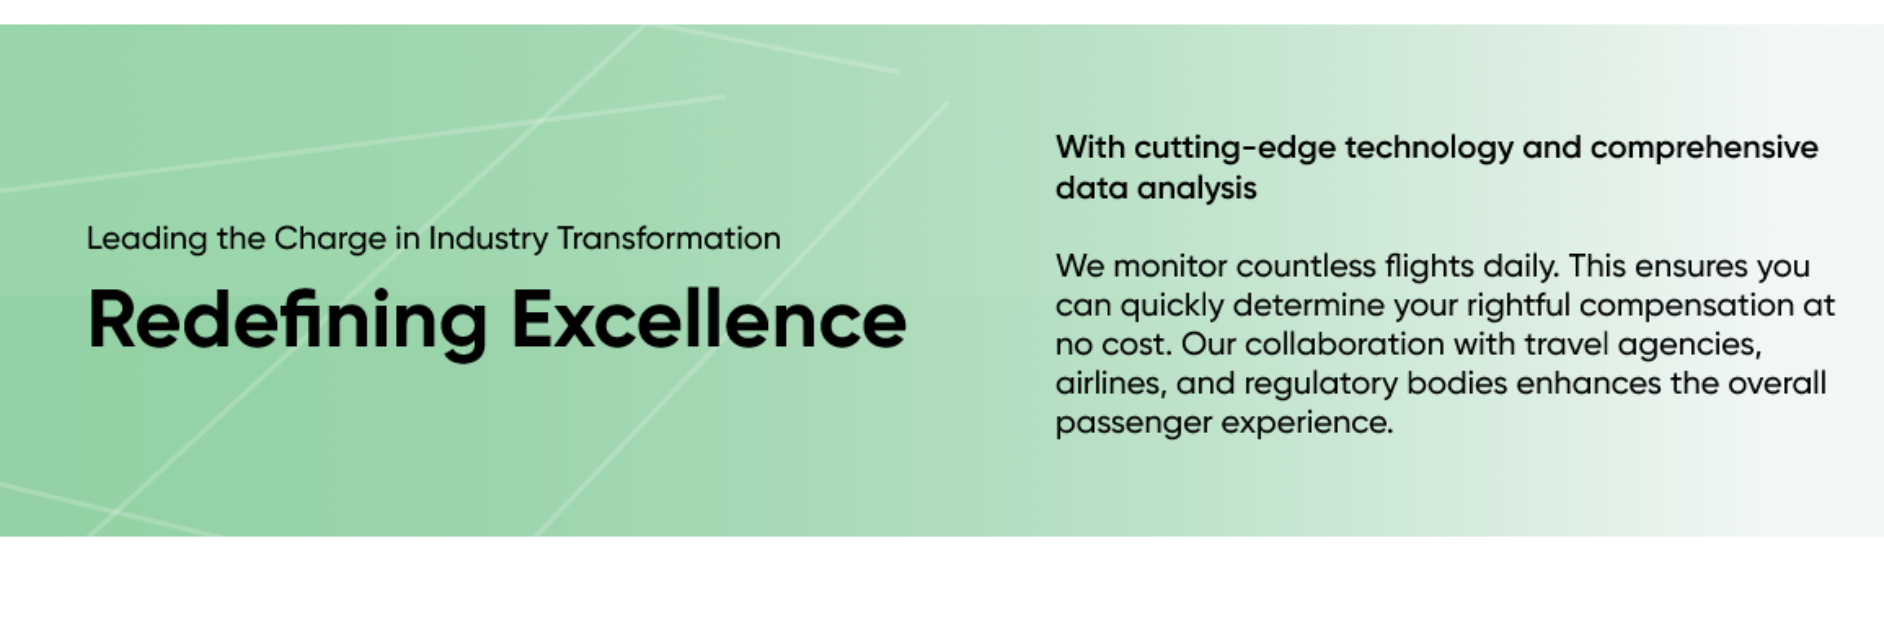 Leading the Charge in Industry Transformation
Redefining Excellence
With cutting-edge technology and comprehensive
data analysis
We monitor countless flights daily. This ensures you
can quickly determine your rightful compensation at
no cost. Our collaboration with travel agencies,
airlines, and regulatory bodies enhances the overall
passenger experience.